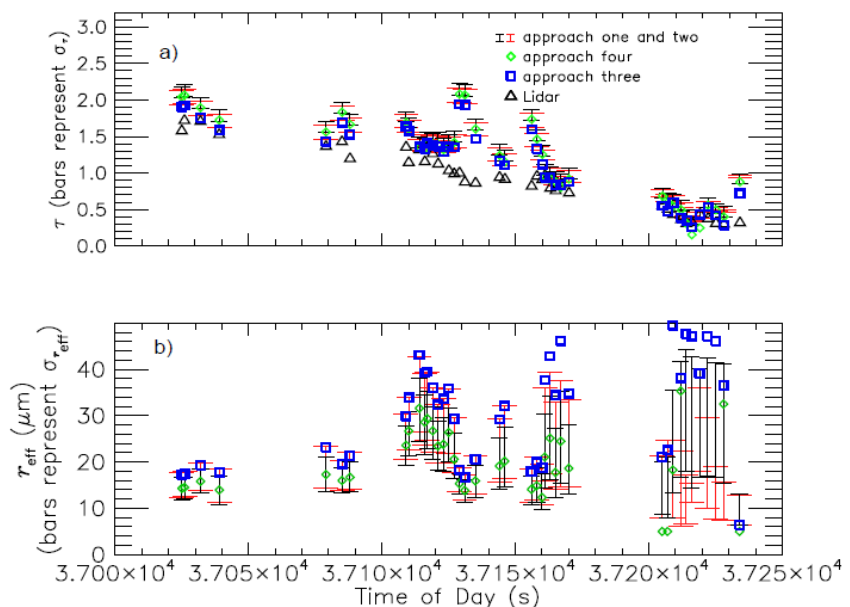 a)
approach one and two
approach four
approach three
Lidar
τ (bars represent στ)
3.0
2.5
2.0
1.5
1.0
0.5
0.0
b)
r_eff (μm)
(bars represent σ_r_eff)
40
30
20
10
0
3.700×10⁴ 3.705×10⁴ 3.710×10⁴ 3.715×10⁴ 3.720×10⁴ 3.725×10⁴
Time of Day (s)